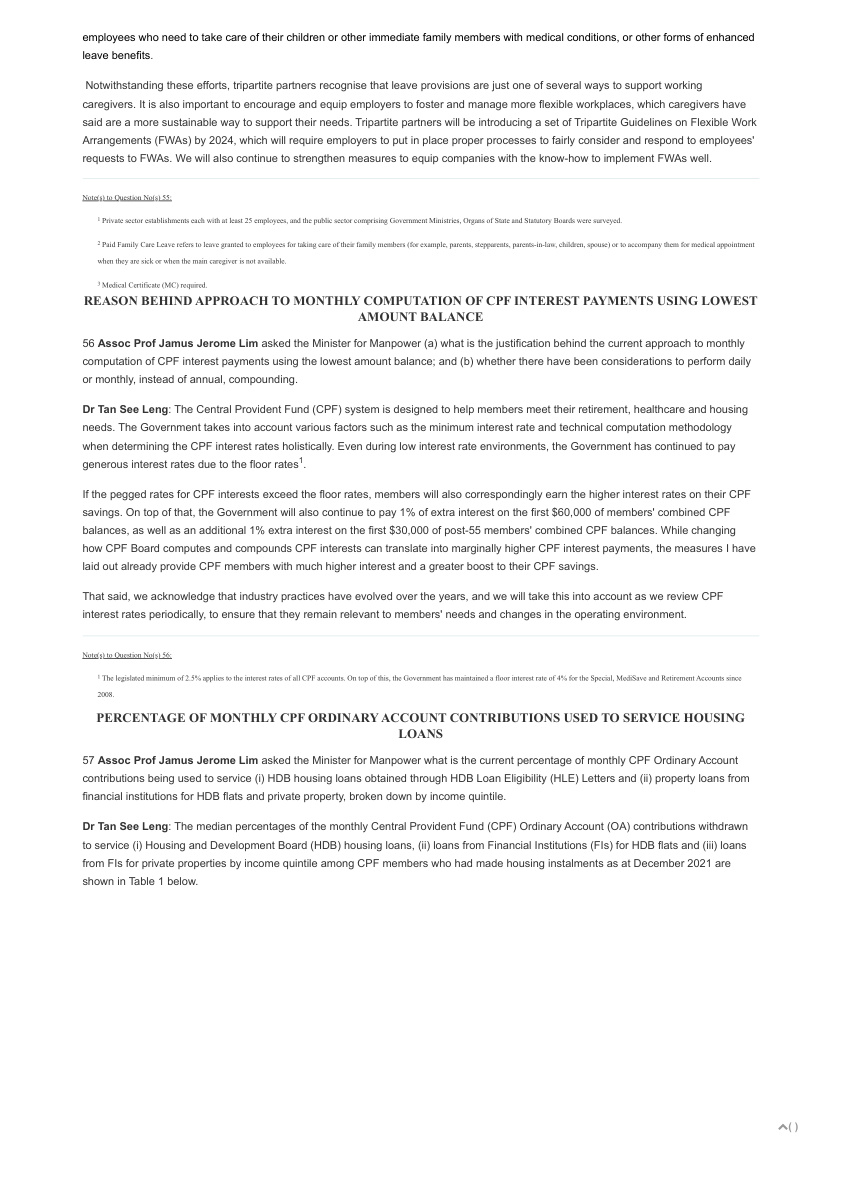 employees who need to take care of their children or other immediate family members with medical conditions, or other forms of enhanced
leave benefits.
Notwithstanding these efforts, tripartite partners recognise that leave provisions are just one of several ways to support working
caregivers. It is also important to encourage and equip employers to foster and manage more flexible workplaces, which caregivers have
said are a more sustainable way to support their needs. Tripartite partners will be introducing a set of Tripartite Guidelines on Flexible Work
Arrangements (FWAs) by 2024, which will require employers to put in place proper processes to fairly consider and respond to employees'
requests to FWAs. We will also continue to strengthen measures to equip companies with the know-how to implement FWAs well.
Note(s) to Question No(s) 55:
1 Private sector establishments each with at least 25 employees, and the public sector comprising Government Ministries, Organs of State and Statutory Boards were surveyed.
2 Paid Family Care Leave refers to leave granted to employees for taking care of their family members (for example, parents, stepparents, parents-in-law, children, spouse) or to accompany them for medical appointment
when they are sick or when the main caregiver is not available.
3 Medical Certificate (MC) required.
REASON BEHIND APPROACH TO MONTHLY COMPUTATION OF CPF INTEREST PAYMENTS USING LOWEST
AMOUNT BALANCE
56 Assoc Prof Jamus Jerome Lim asked the Minister for Manpower (a) what is the justification behind the current approach to monthly
computation of CPF interest payments using the lowest amount balance; and (b) whether there have been considerations to perform daily
or monthly, instead of annual, compounding.
Dr Tan See Leng: The Central Provident Fund (CPF) system is designed to help members meet their retirement, healthcare and housing
needs. The Government takes into account various factors such as the minimum interest rate and technical computation methodology
when determining the CPF interest rates holistically. Even during low interest rate environments, the Government has continued to pay
generous interest rates due to the floor rates1.
If the pegged rates for CPF interests exceed the floor rates, members will also correspondingly earn the higher interest rates on their CPF
savings. On top of that, the Government will also continue to pay 1% of extra interest on the first $60,000 of members' combined CPF
balances, as well as an additional 1% extra interest on the first $30,000 of post-55 members' combined CPF balances. While changing
how CPF Board computes and compounds CPF interests can translate into marginally higher CPF interest payments, the measures I have
laid out already provide CPF members with much higher interest and a greater boost to their CPF savings.
That said, we acknowledge that industry practices have evolved over the years, and we will take this into account as we review CPF
interest rates periodically, to ensure that they remain relevant to members' needs and changes in the operating environment.
Note(s) to Question No(s) 56:
1 The legislated minimum of 2.5% applies to the interest rates of all CPF accounts. On top of this, the Government has maintained a floor interest rate of 4% for the Special, MediSave and Retirement Accounts since
2008.
PERCENTAGE OF MONTHLY CPF ORDINARY ACCOUNT CONTRIBUTIONS USED TO SERVICE HOUSING
LOANS
57 Assoc Prof Jamus Jerome Lim asked the Minister for Manpower what is the current percentage of monthly CPF Ordinary Account
contributions being used to service (i) HDB housing loans obtained through HDB Loan Eligibility (HLE) Letters and (ii) property loans from
financial institutions for HDB flats and private property, broken down by income quintile.
Dr Tan See Leng: The median percentages of the monthly Central Provident Fund (CPF) Ordinary Account (OA) contributions withdrawn
to service (i) Housing and Development Board (HDB) housing loans, (ii) loans from Financial Institutions (FIs) for HDB flats and (iii) loans
from FIs for private properties by income quintile among CPF members who had made housing instalments as at December 2021 are
shown in Table 1 below.
( )